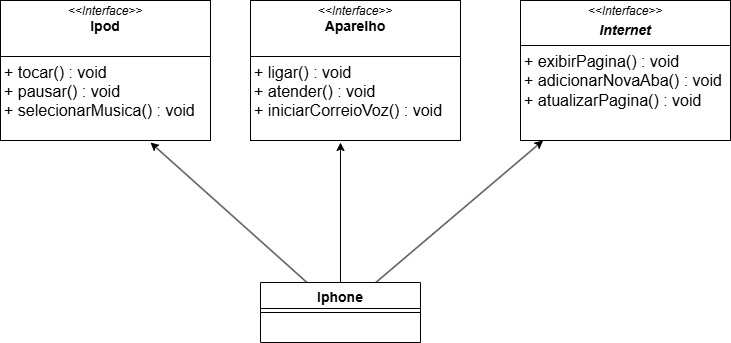 <<Interface>>
Ipod
+ tocar() : void
+ pausar() : void
+ selecionarMusica() : void
<<Interface>>
Aparelho
+ ligar() : void
+ atender() : void
+ iniciarCorreioVoz() : void
<<Interface>>
Internet
+ exibirPagina() : void
+ adicionarNovaAba() : void
+ atualizarPagina() : void
Iphone